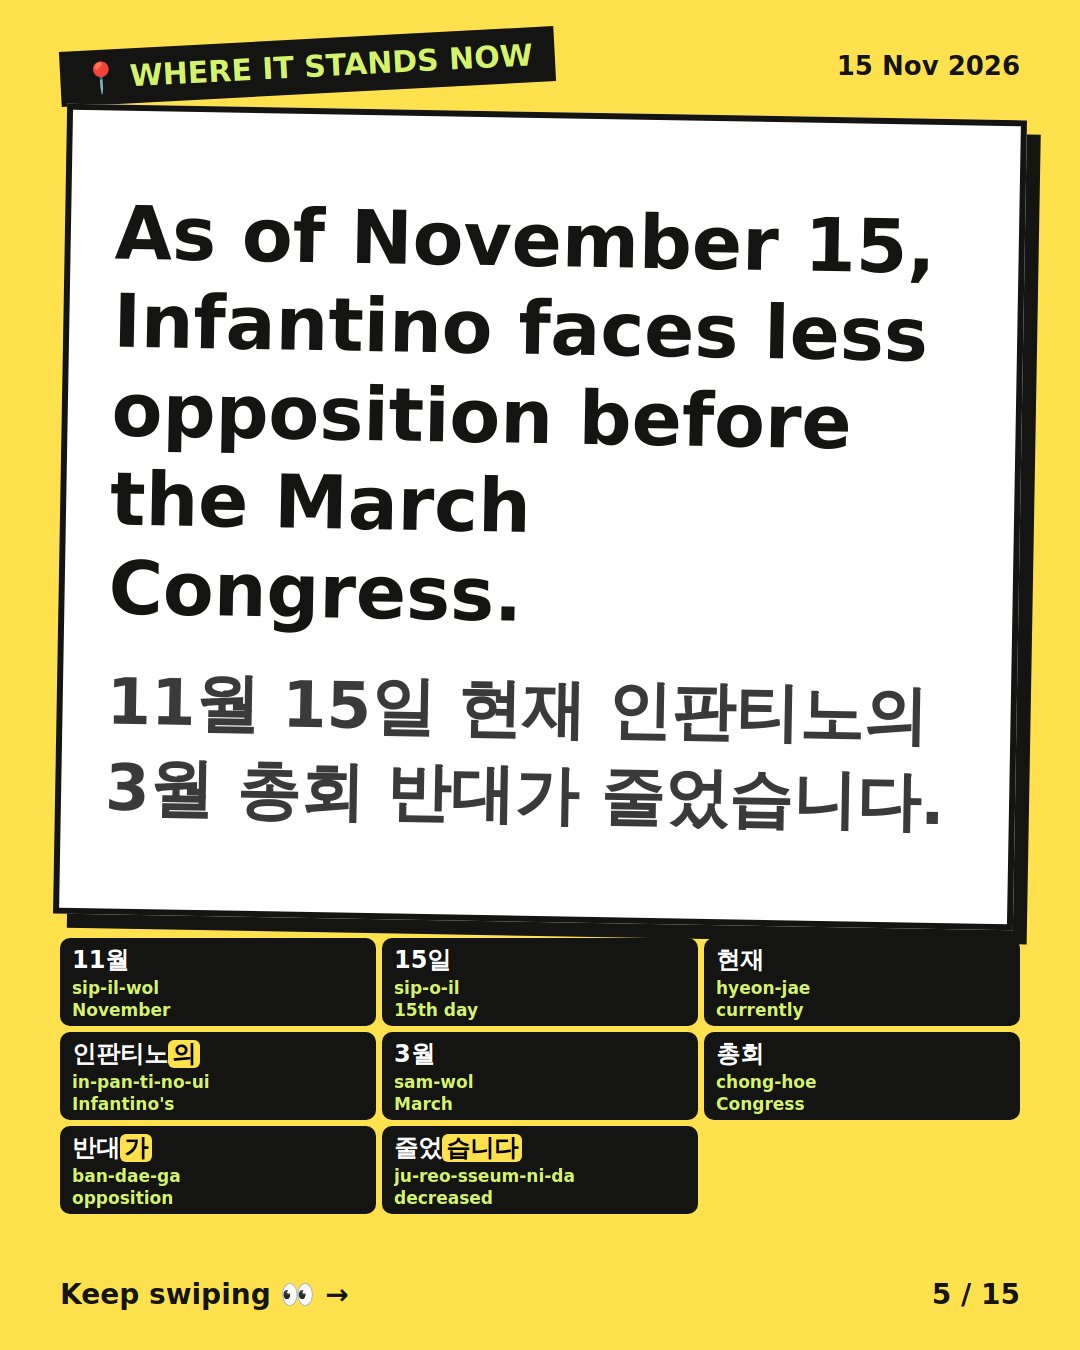 📍 WHERE IT STANDS NOW
15 Nov 2026
As of November 15,
Infantino faces less
opposition before
the March
Congress.
11월 15일 현재 인판티노의
3월 총회 반대가 줄었습니다.
11월
sip-il-wol
November
15일
sip-o-il
15th day
현재
hyeon-jae
currently
인판티노의
in-pan-ti-no-ui
Infantino's
3월
sam-wol
March
총회
chong-hoe
Congress
반대가
ban-dae-ga
opposition
줄었습니다
ju-reo-sseum-ni-da
decreased
Keep swiping 👀 →
5 / 15